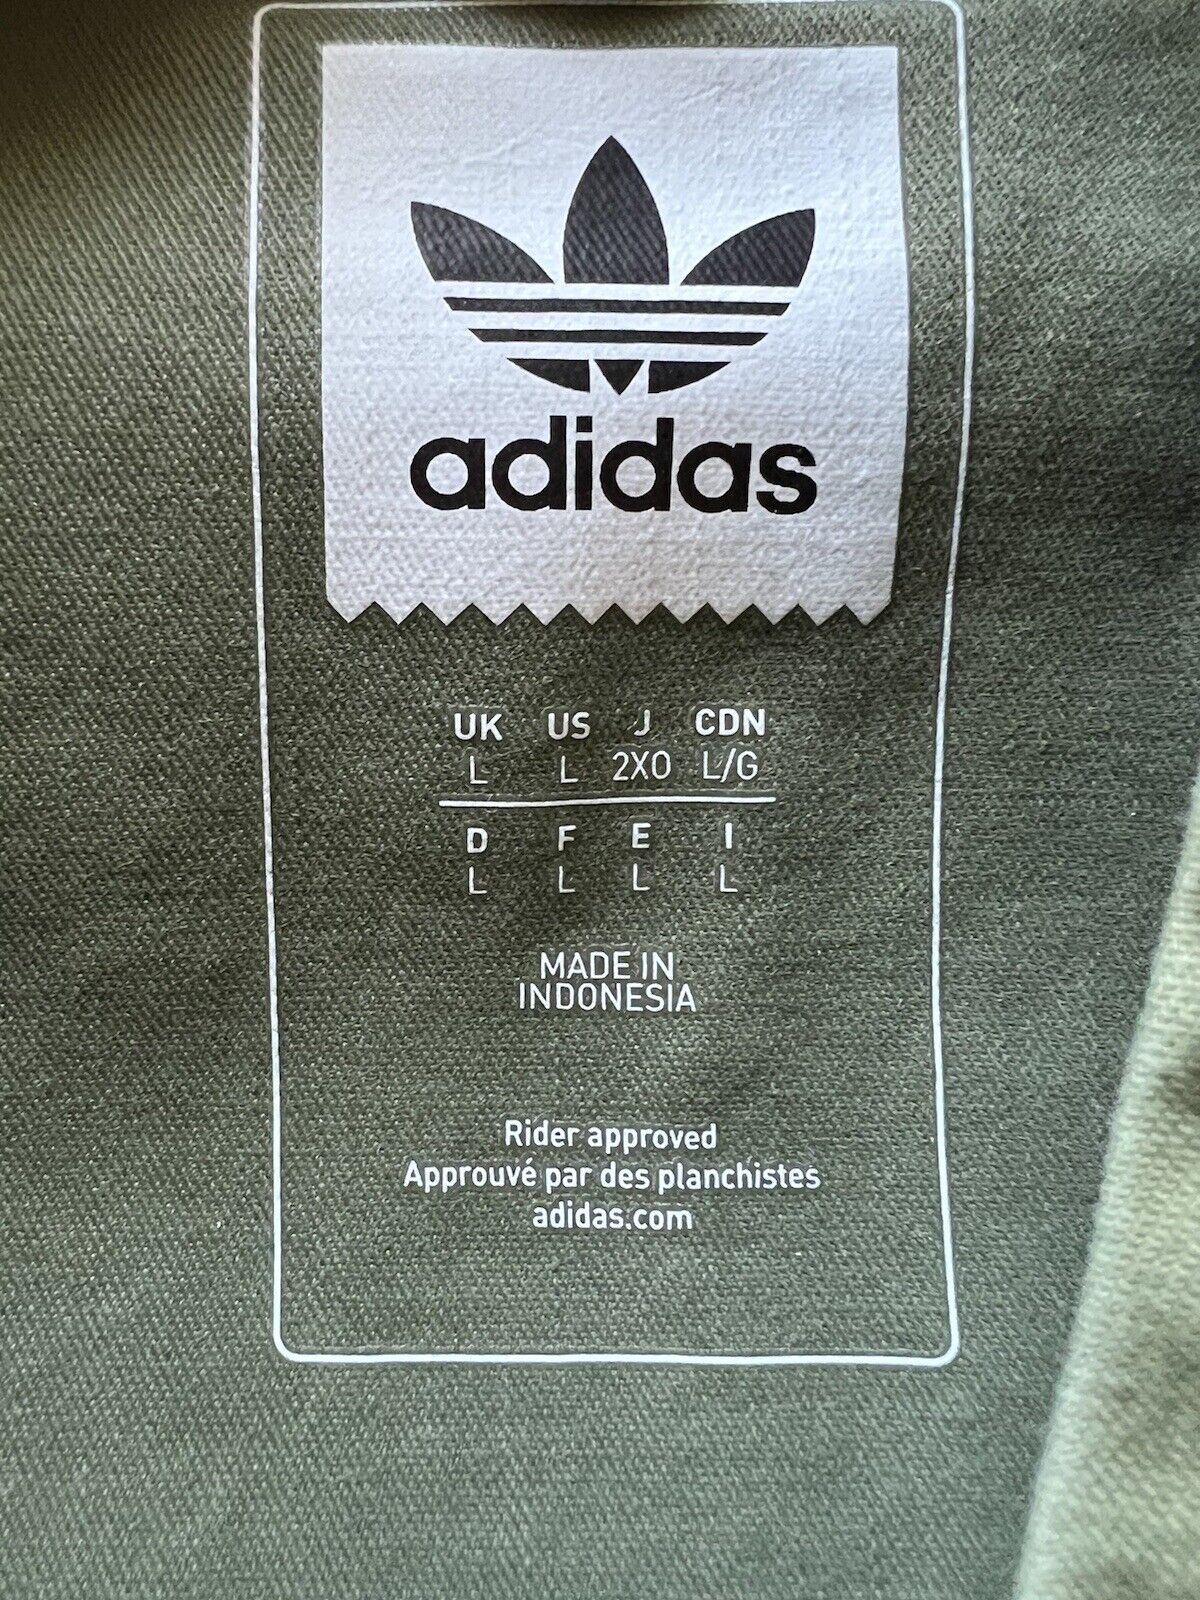 adidas
UK US J CDN
L L 2XO L/G
D F E I
L L L L
MADE IN
INDONESIA
Rider approved
Approuvé par des planchistes
adidas.com